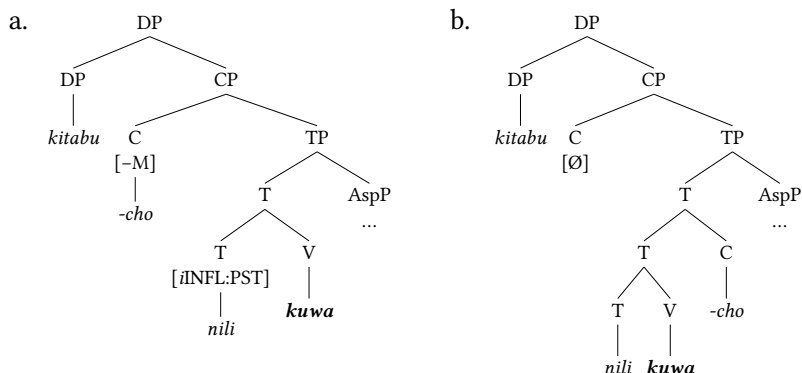 a. b.
DP DP
DP CP DP CP
kitabu C TP kitabu C TP
[–M] [Ø]
-cho T AspP T AspP
... ...
T V T C
[iINFL:PST]
nili kuwa T V -cho
nili kuwa